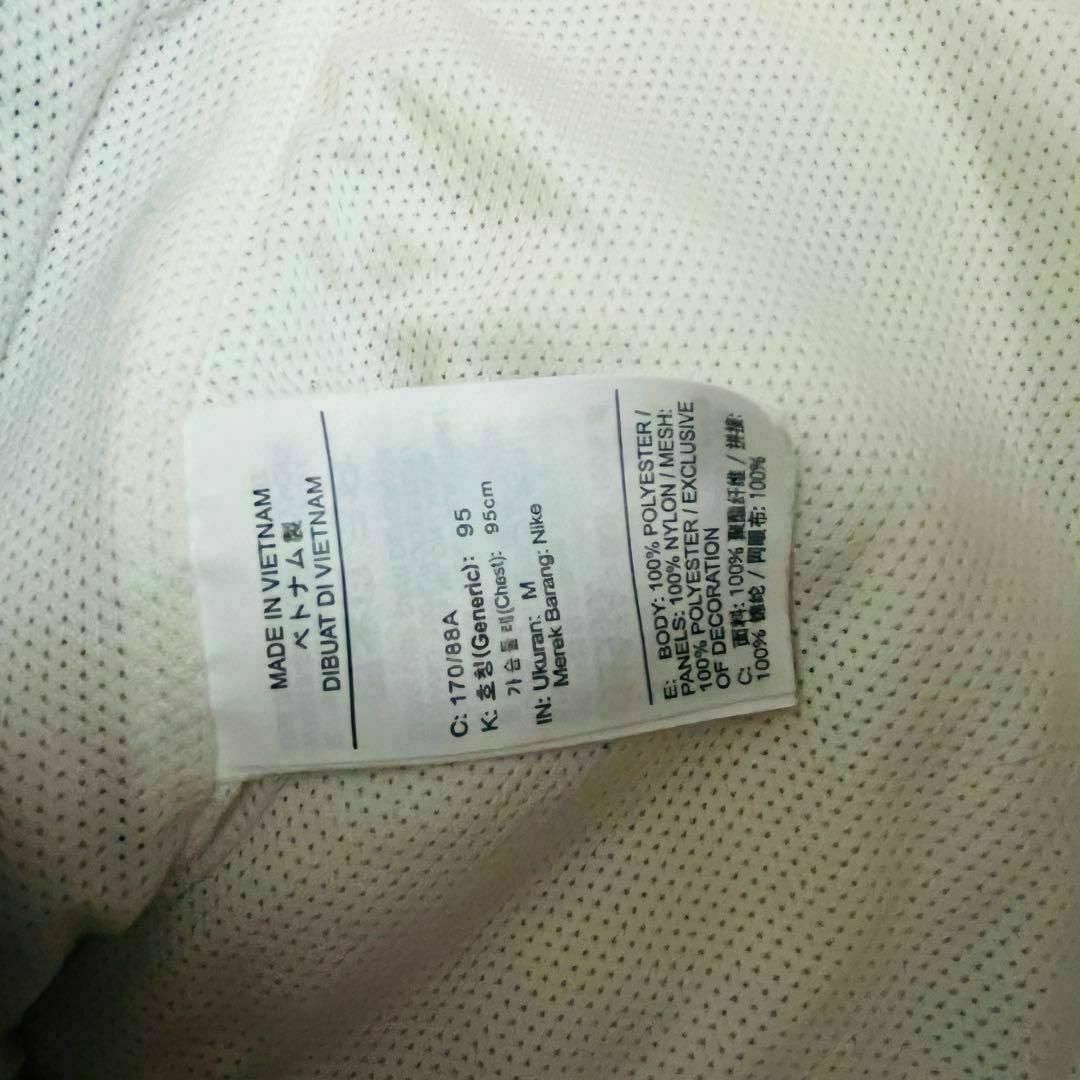 MADE IN VIETNAM
ベトナム製
DIBUAT DI VIETNAM
C: 170/88A
K: 호칭(Generic): 95
가슴둘레(Chest): 95cm
IN: Ukuran: M
Merek Barang: Nike
E: BODY: 100% POLYESTER /
PANELS: 100% NYLON / MESH:
100% POLYESTER / EXCLUSIVE
OF DECORATION
C: 面料: 100% 聚酯纤维 / 拼接:
100% 锦纶 / 网眼布: 100%